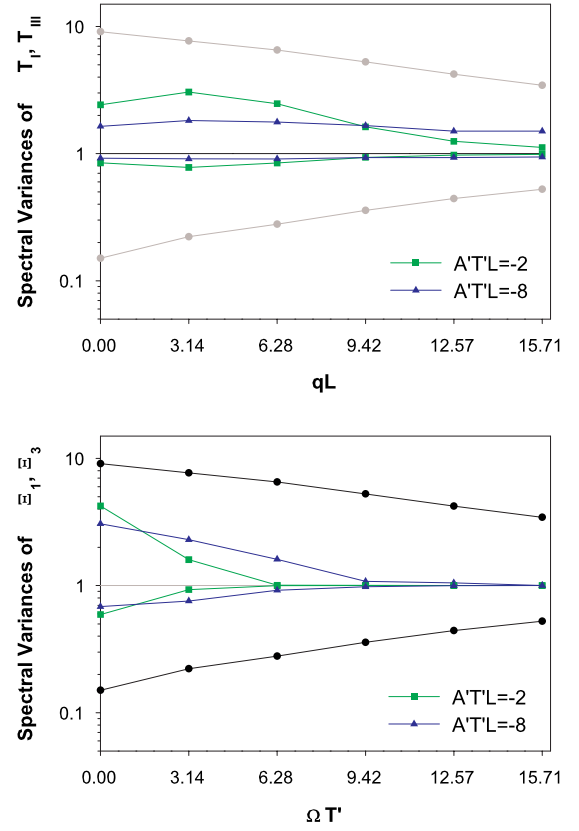 Spectral Variances of T_I, T_III
10
1
0.1
A'T'L=-2
A'T'L=-8
0.00 3.14 6.28 9.42 12.57 15.71
qL
Spectral Variances of Ξ_1, Ξ_3
10
1
0.1
A'T'L=-2
A'T'L=-8
0.00 3.14 6.28 9.42 12.57 15.71
Ω T'